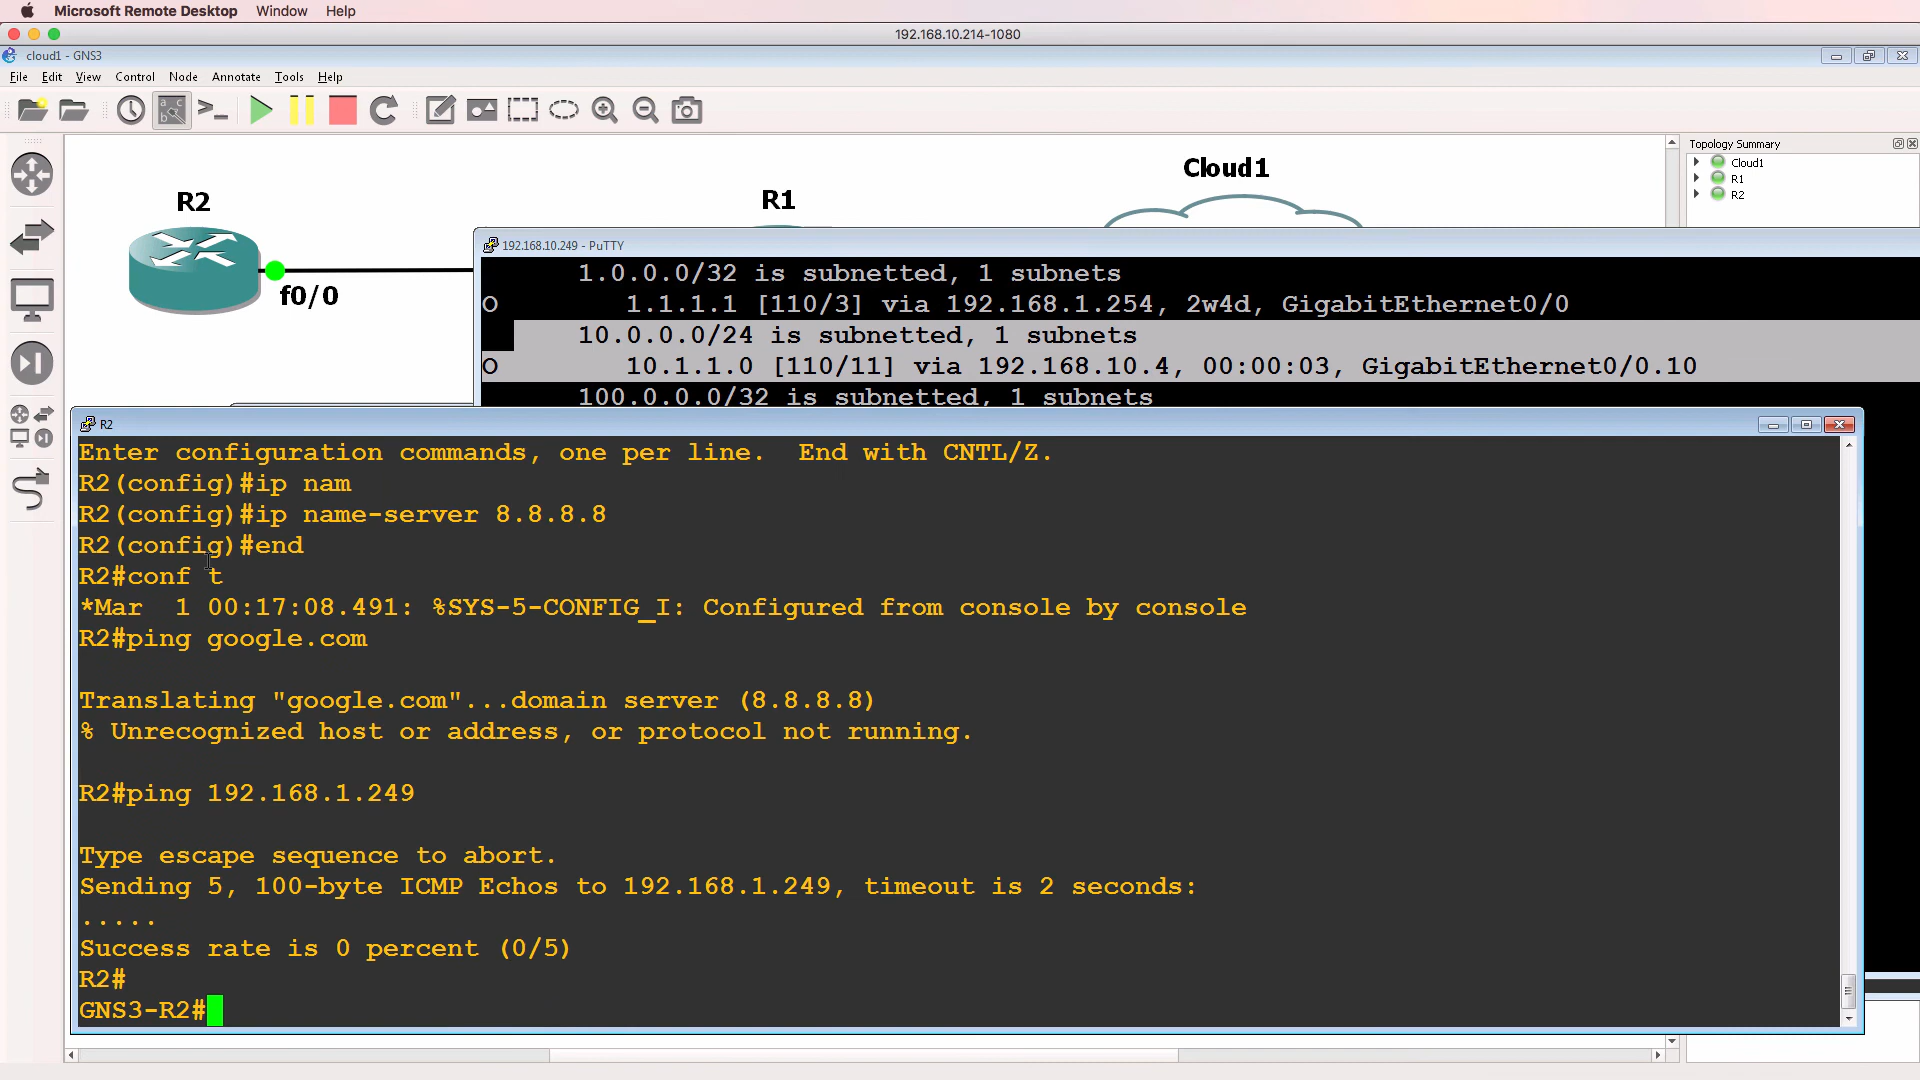 Microsoft Remote Desktop Window Help
192.168.10.214-1080
cloud1 - GNS3
File Edit View Control Node Annotate Tools Help
Topology Summary
Cloud1
R1
R2
Cloud1
R2
R1
f0/0
192.168.10.249 - PuTTY
1.0.0.0/32 is subnetted, 1 subnets
O 1.1.1.1 [110/3] via 192.168.1.254, 2w4d, GigabitEthernet0/0
10.0.0.0/24 is subnetted, 1 subnets
O 10.1.1.0 [110/11] via 192.168.10.4, 00:00:03, GigabitEthernet0/0.10
100.0.0.0/32 is subnetted, 1 subnets
R2
Enter configuration commands, one per line. End with CNTL/Z.
R2(config)#ip nam
R2(config)#ip name-server 8.8.8.8
R2(config)#end
R2#conf t
*Mar 1 00:17:08.491: %SYS-5-CONFIG_I: Configured from console by console
R2#ping google.com
Translating "google.com"...domain server (8.8.8.8)
% Unrecognized host or address, or protocol not running.
R2#ping 192.168.1.249
Type escape sequence to abort.
Sending 5, 100-byte ICMP Echos to 192.168.1.249, timeout is 2 seconds:
.....
Success rate is 0 percent (0/5)
R2#
GNS3-R2#